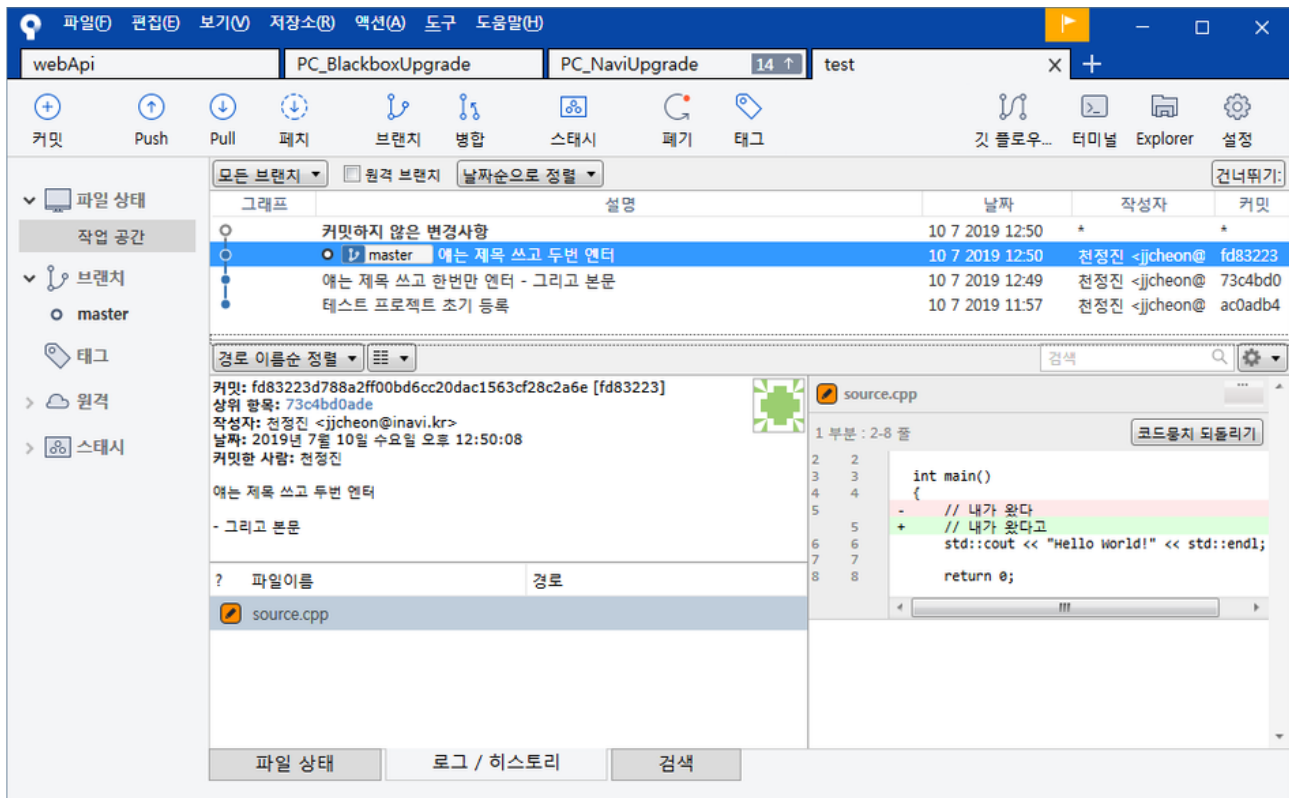 파일(F) 편집(E) 보기(V) 저장소(R) 액션(A) 도구 도움말(H)
webApi PC_BlackboxUpgrade PC_NaviUpgrade 14 ↑ test
커밋 Push Pull 페치 브랜치 병합 스태시 폐기 태그 깃 플로우... 터미널 Explorer 설정
모든 브랜치 원격 브랜치 날짜순으로 정렬 건너뛰기:
파일 상태
작업 공간
브랜치
master
태그
원격
스태시
그래프 설명 날짜 작성자 커밋
커밋하지 않은 변경사항 10 7 2019 12:50 * *
master 얘는 제목 쓰고 두번 엔터 10 7 2019 12:50 천정진 <jjcheon@ fd83223
얘는 제목 쓰고 한번만 엔터 - 그리고 본문 10 7 2019 12:49 천정진 <jjcheon@ 73c4bd0
테스트 프로젝트 초기 등록 10 7 2019 11:57 천정진 <jjcheon@ ac0adb4
경로 이름순 정렬 검색
커밋: fd83223d788a2ff00bd6cc20dac1563cf28c2a6e [fd83223]
상위 항목: 73c4bd0ade
작성자: 천정진 <jjcheon@inavi.kr>
날짜: 2019년 7월 10일 수요일 오후 12:50:08
커밋한 사람: 천정진
얘는 제목 쓰고 두번 엔터
- 그리고 본문
? 파일이름 경로
source.cpp
source.cpp
1 부분 : 2-8 줄 코드뭉치 되돌리기
2 2
3 3 int main()
4 4 {
5 - // 내가 왔다
5 + // 내가 왔다고
6 6 std::cout << "Hello World!" << std::endl;
7 7
8 8 return 0;
파일 상태 로그 / 히스토리 검색